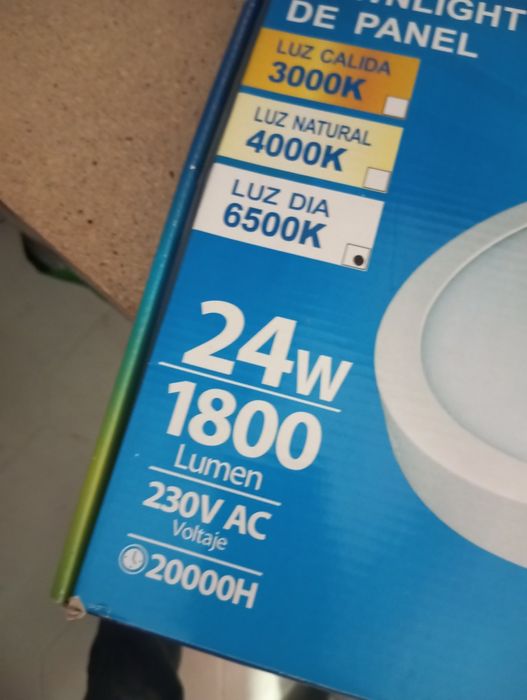 DE PANEL
LUZ CALIDA
3000K
LUZ NATURAL
4000K
LUZ DIA
6500K
24W
1800
Lumen
230V AC
Voltaje
20000H